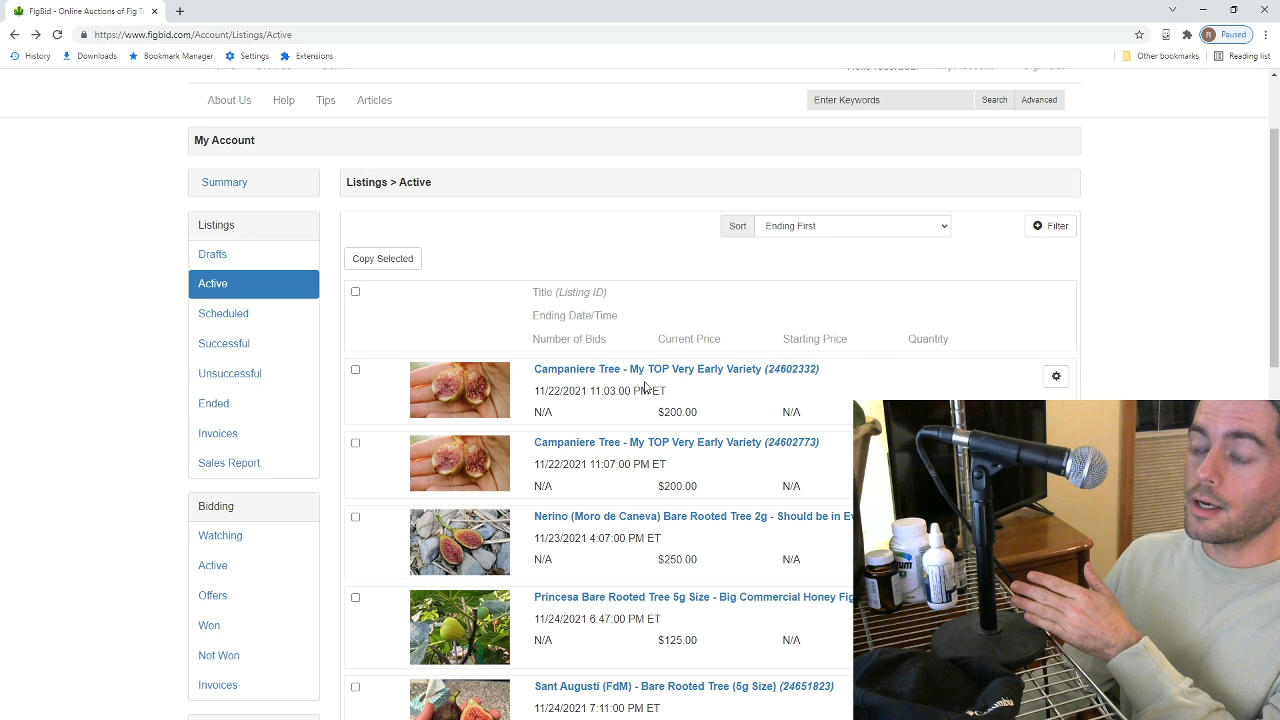 FigBid - Online Auctions of Fig T
https://www.figbid.com/Account/Listings/Active
R Paused
History Downloads Bookmark Manager Settings Extensions Other bookmarks Reading list
About Us Help Tips Articles
Enter Keywords Search Advanced
My Account
Summary
Listings > Active
Listings
Drafts
Active
Scheduled
Successful
Unsuccessful
Ended
Invoices
Sales Report
Bidding
Watching
Active
Offers
Won
Not Won
Invoices
Sort Ending First Filter
Copy Selected
Title (Listing ID)
Ending Date/Time
Number of Bids Current Price Starting Price Quantity
Campaniere Tree - My TOP Very Early Variety (24602332)
11/22/2021 11:03:00 PM ET
N/A $200.00 N/A
Campaniere Tree - My TOP Very Early Variety (24602773)
11/22/2021 11:07:00 PM ET
N/A $200.00 N/A
Nerino (Moro de Caneva) Bare Rooted Tree 2g - Should be in Ev
11/23/2021 4:07:00 PM ET
N/A $250.00 N/A
Princesa Bare Rooted Tree 5g Size - Big Commercial Honey Fig
11/24/2021 6:47:00 PM ET
N/A $125.00 N/A
Sant Augusti (FdM) - Bare Rooted Tree (5g Size) (24651823)
11/24/2021 7:11:00 PM ET
Columbia